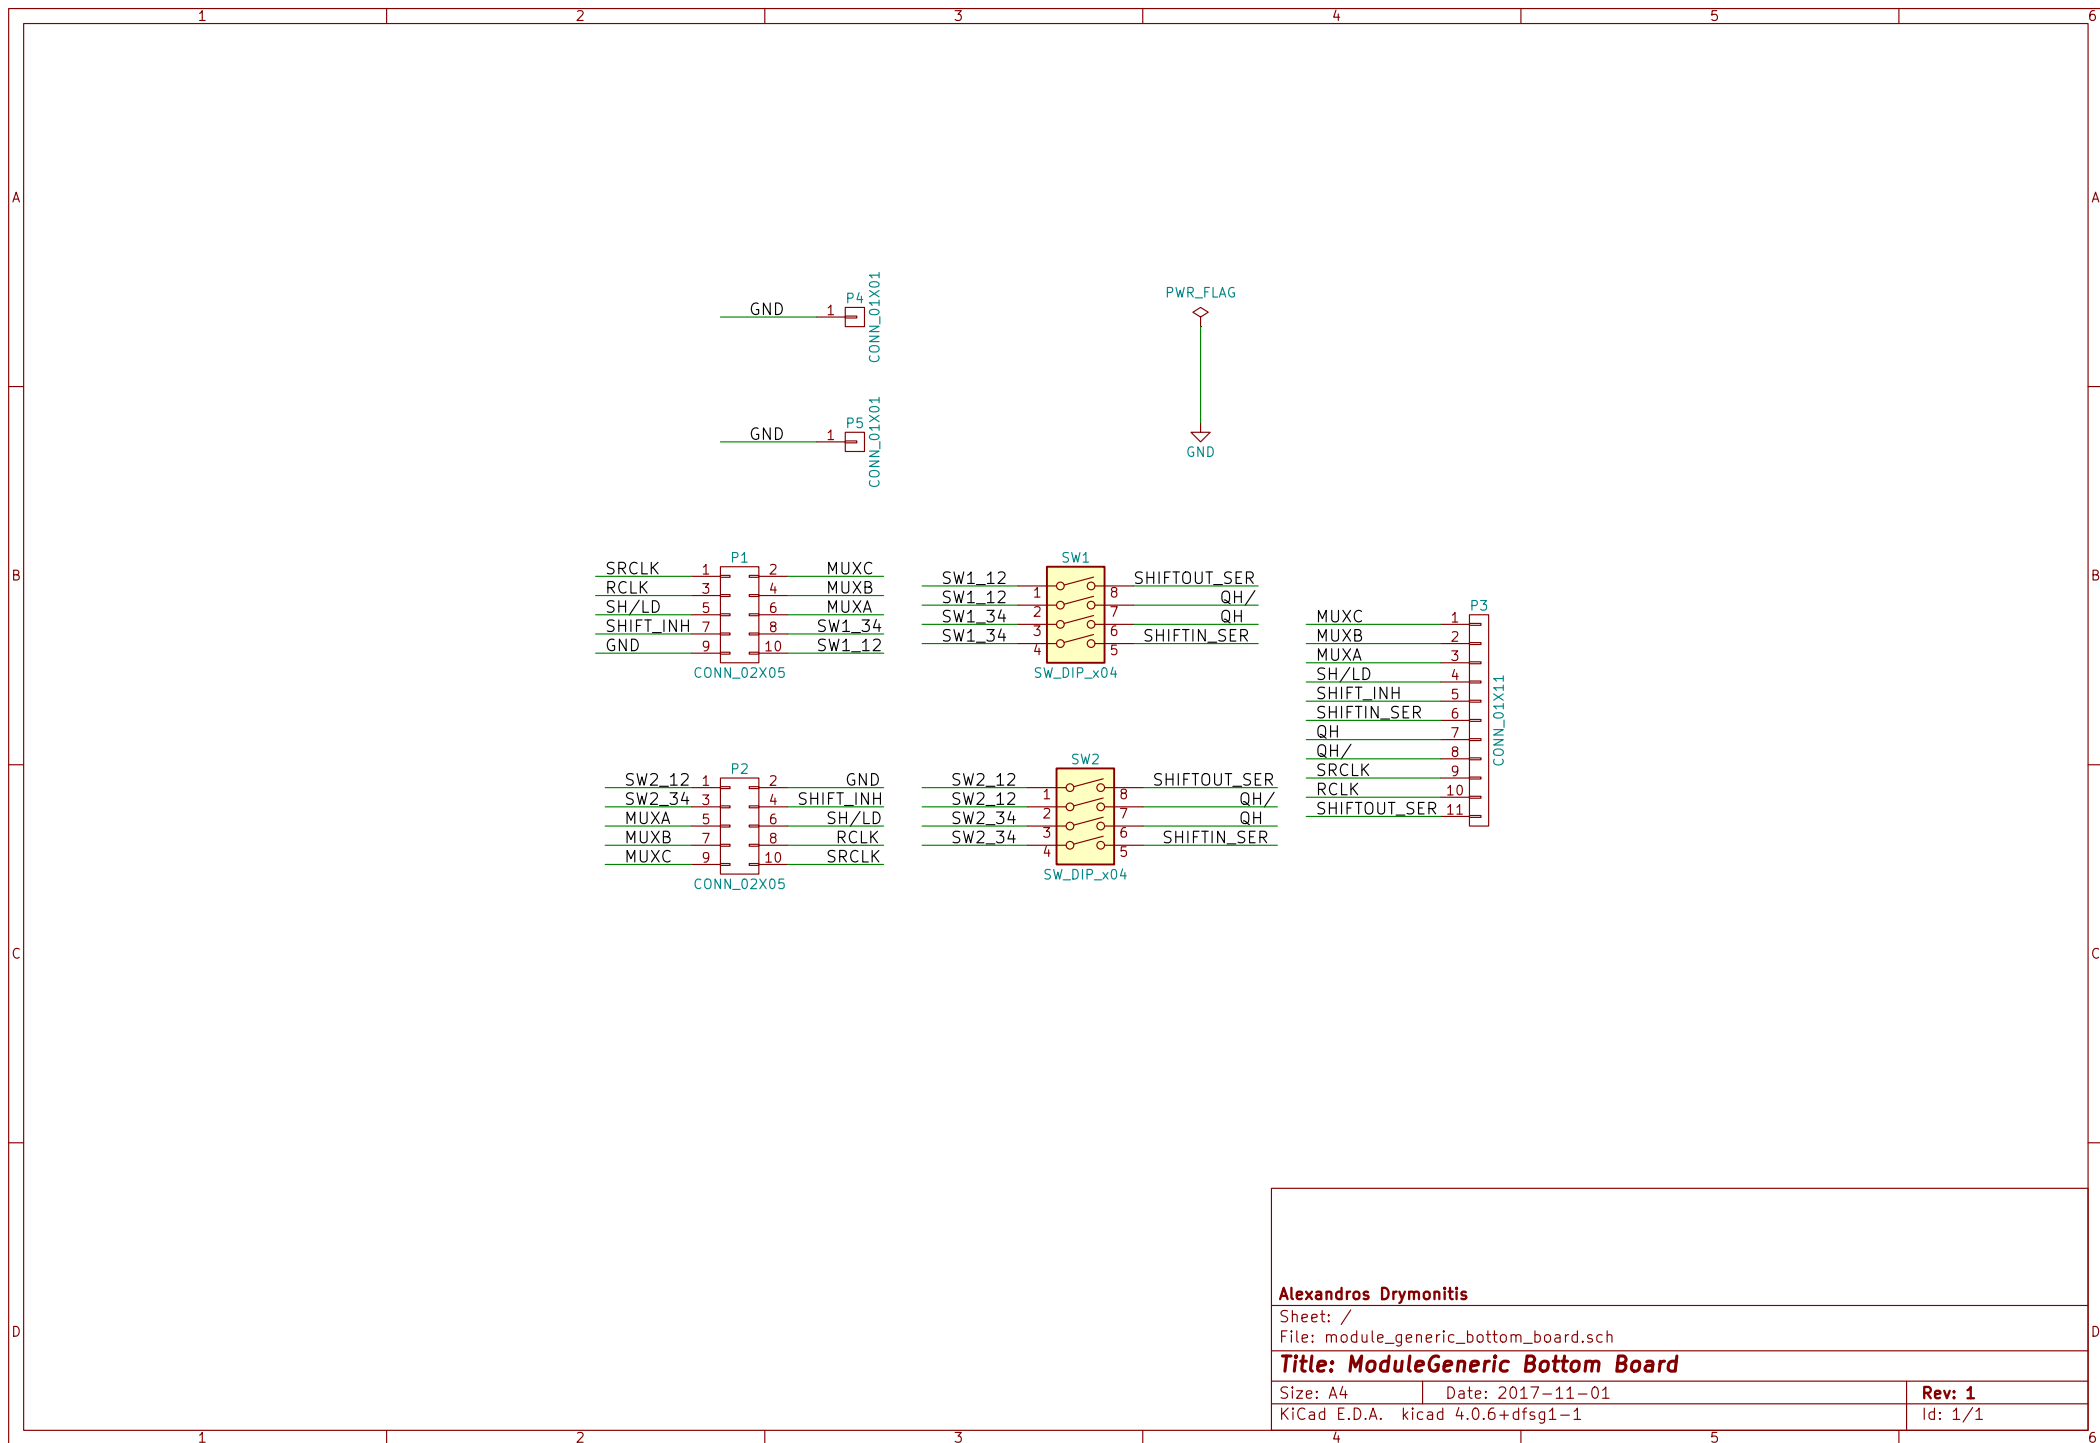 1 2 3 4 5 6
A A
PWR_FLAG
P4
GND 1
CONN_01X01
P5
GND 1
CONN_01X01
GND
B B
P1
SRCLK 1 2 MUXC
RCLK 3 4 MUXB
SH/LD 5 6 MUXA
SHIFT_INH 7 8 SW1_34
GND 9 10 SW1_12
CONN_02X05
SW1
SW1_12 1 8 SHIFTOUT_SER
SW1_12 2 7 QH/
SW1_34 3 6 QH
SW1_34 4 5 SHIFTIN_SER
SW_DIP_x04
P3
MUXC 1
MUXB 2
MUXA 3
SH/LD 4
SHIFT_INH 5
SHIFTIN_SER 6
QH 7
QH/ 8
SRCLK 9
RCLK 10
SHIFTOUT_SER 11
CONN_01X11
P2
SW2_12 1 2 GND
SW2_34 3 4 SHIFT_INH
MUXA 5 6 SH/LD
MUXB 7 8 RCLK
MUXC 9 10 SRCLK
CONN_02X05
SW2
SW2_12 1 8 SHIFTOUT_SER
SW2_12 2 7 QH/
SW2_34 3 6 QH
SW2_34 4 5 SHIFTIN_SER
SW_DIP_x04
C C
Alexandros Drymonitis
Sheet: /
File: module_generic_bottom_board.sch
D D
Title: ModuleGeneric Bottom Board
Size: A4 Date: 2017-11-01 Rev: 1
KiCad E.D.A. kicad 4.0.6+dfsg1-1 Id: 1/1
1 2 3 4 5 6